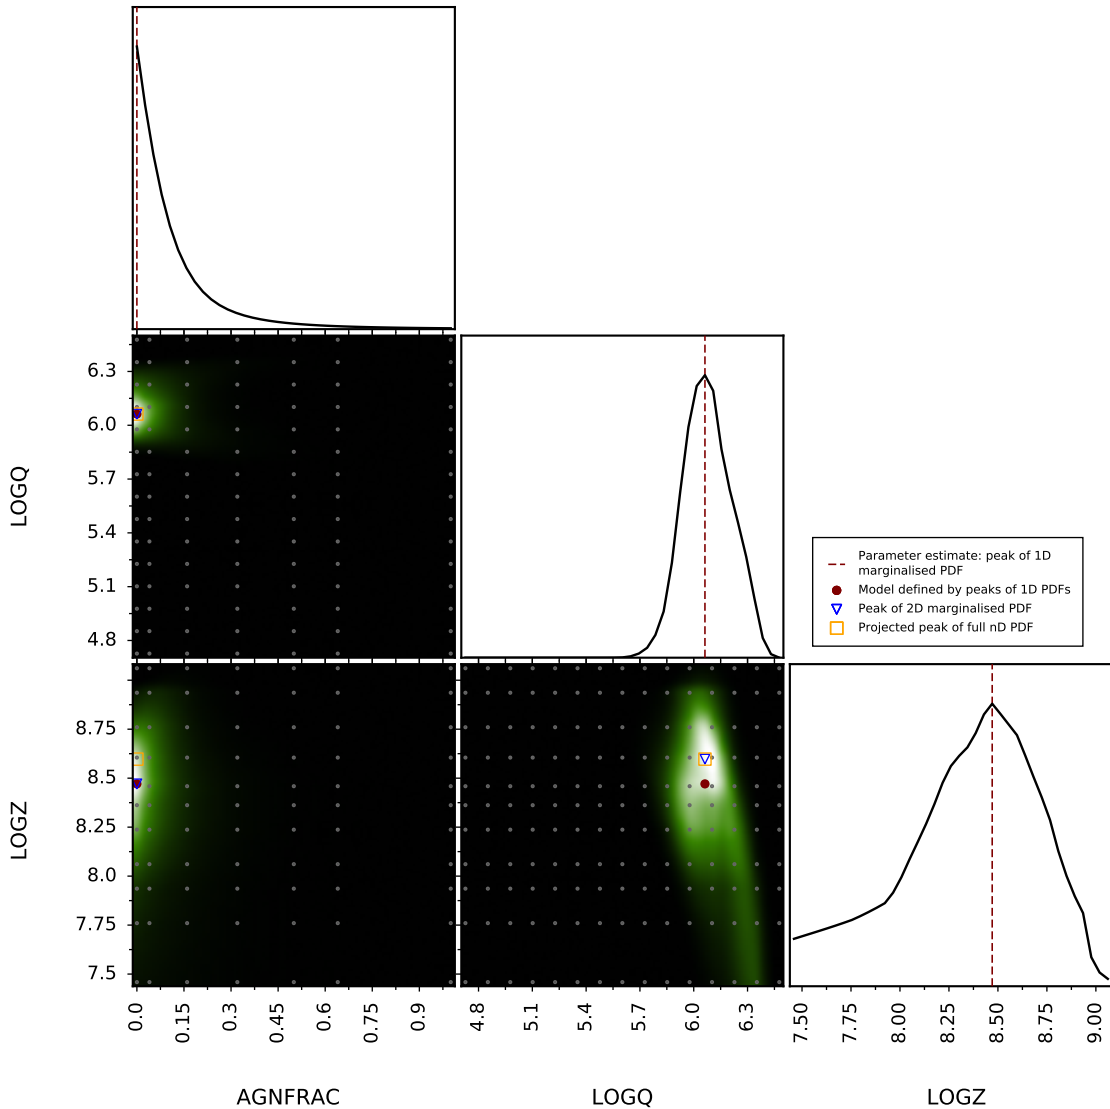 6.3
6.0
5.7
5.4
5.1
4.8
LOGQ
Parameter estimate: peak of 1D
marginalised PDF
Model defined by peaks of 1D PDFs
Peak of 2D marginalised PDF
Projected peak of full nD PDF
8.75
8.5
8.25
8.0
7.75
7.5
LOGZ
0.0 0.15 0.3 0.45 0.6 0.75 0.9
4.8 5.1 5.4 5.7 6.0 6.3
7.50 7.75 8.00 8.25 8.50 8.75 9.00
AGNFRAC LOGQ LOGZ